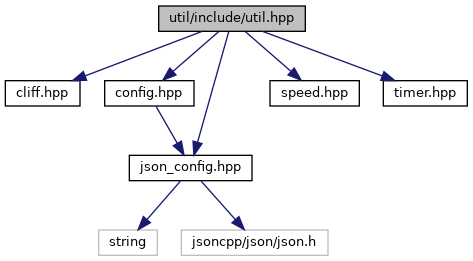 util/include/util.hpp
cliff.hpp
config.hpp
speed.hpp
timer.hpp
json_config.hpp
string
jsoncpp/json/json.h